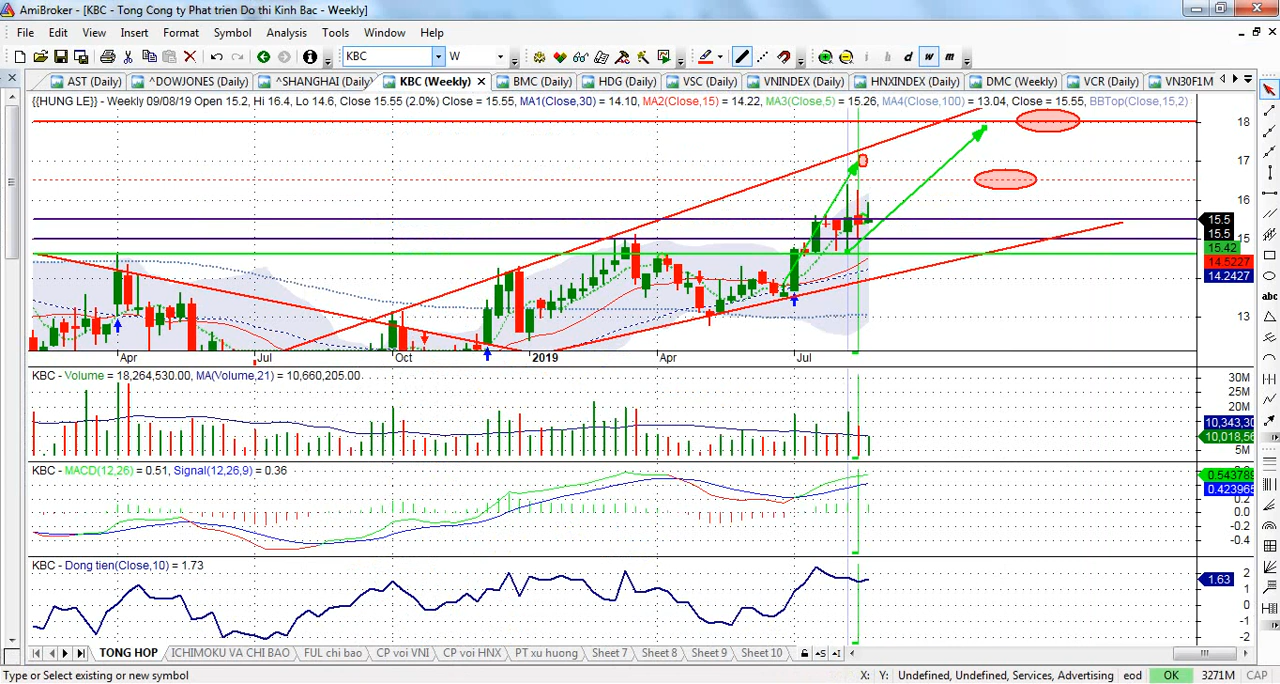 AmiBroker - [KBC - Tong Cong ty Phat trien Do thi Kinh Bac - Weekly]
File Edit View Insert Format Symbol Analysis Tools Window Help
KBC W
AST (Daily) ^DOWJONES (Daily) ^SHANGHAI (Daily) KBC (Weekly) BMC (Daily) HDG (Daily) VSC (Daily) VNINDEX (Daily) HNXINDEX (Daily) DMC (Weekly) VCR (Daily) VN30F1M
{{HUNG LE}} - Weekly 09/08/19 Open 15.2, Hi 16.4, Lo 14.6, Close 15.55 (2.0%) Close = 15.55, MA1(Close,30) = 14.10, MA2(Close,15) = 14.22, MA3(Close,5) = 15.26, MA4(Close,100) = 13.04, Close = 15.55, BBTop(Close,15,2)
18
17
16
15.5
15.5
15
15.42
14.5227
14.2427
13
Apr Jul Oct 2019 Apr Jul
KBC - Volume = 18,264,530.00, MA(Volume,21) = 10,660,205.00
30M
25M
20M
10,343,30
10,018,56
5M
KBC - MACD(12,26) = 0.51, Signal(12,26,9) = 0.36
0.543789
0.423965
0.2
0.0
-0.2
-0.4
KBC - Dong tien(Close,10) = 1.73
2
1.63
1
0
-1
-2
TONG HOP ICHIMOKU VA CHI BAO FUL chi bao CP voi VNI CP voi HNX PT xu huong Sheet 7 Sheet 8 Sheet 9 Sheet 10
Type or Select existing or new symbol X: Y: Undefined, Undefined, Services, Advertising eod OK 3271M CAP